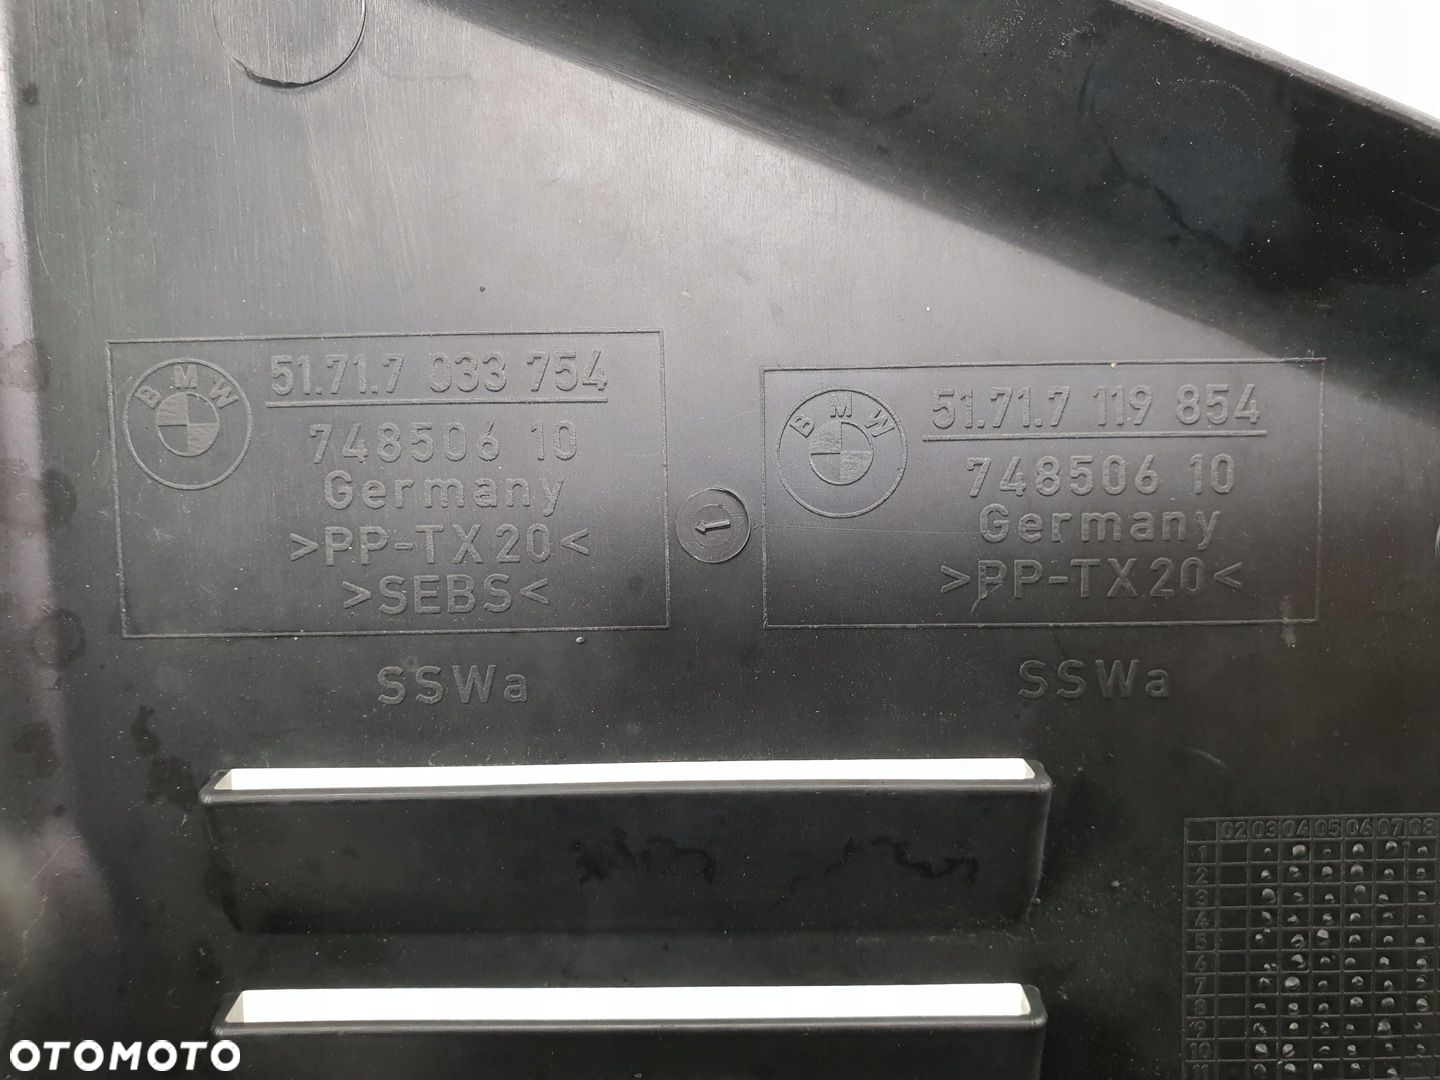 BMW
51.71.7 033 754
748506 10
Germany
>PP-TX20<
>SEBS<
SSWa
BMW
51.71.7 119 854
748506 10
Germany
>PP-TX20<
SSWa
02 03 04 05 06 07 08
1
2
3
4
5
6
7
8
9
10
11
OTOMOTO